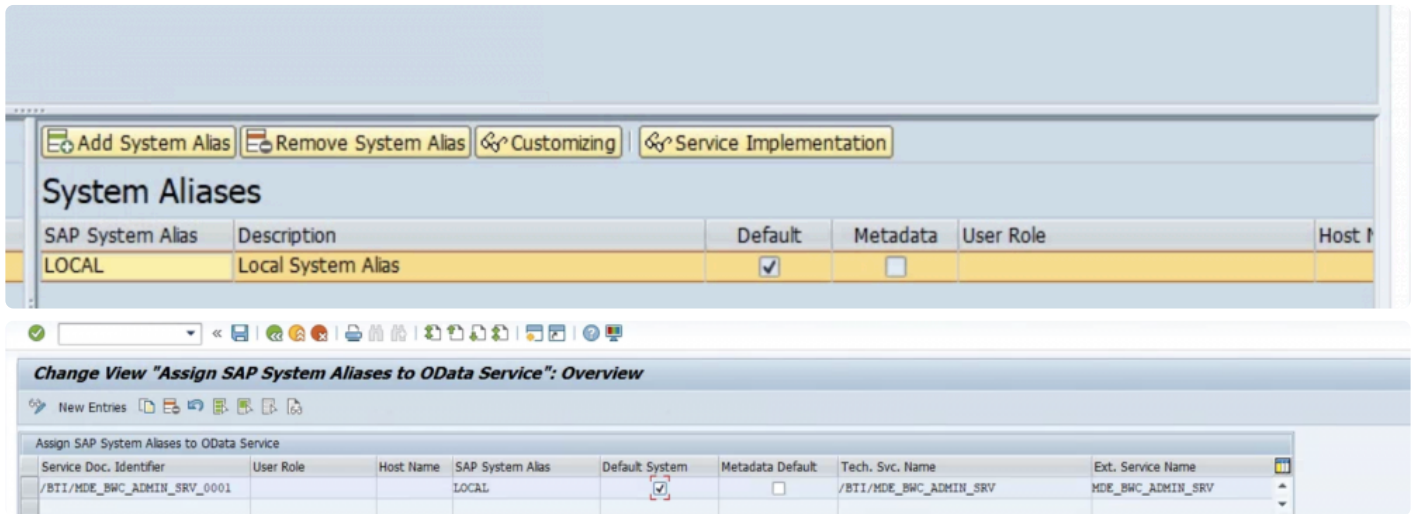 Add System Alias Remove System Alias Customizing Service Implementation
System Aliases
SAP System Alias Description Default Metadata User Role Host N
LOCAL Local System Alias
Change View "Assign SAP System Aliases to OData Service": Overview
New Entries
Assign SAP System Aliases to OData Service
Service Doc. Identifier User Role Host Name SAP System Alias Default System Metadata Default Tech. Svc. Name Ext. Service Name
/BTI/MDE_BWC_ADMIN_SRV_0001 LOCAL /BTI/MDE_BWC_ADMIN_SRV MDE_BWC_ADMIN_SRV